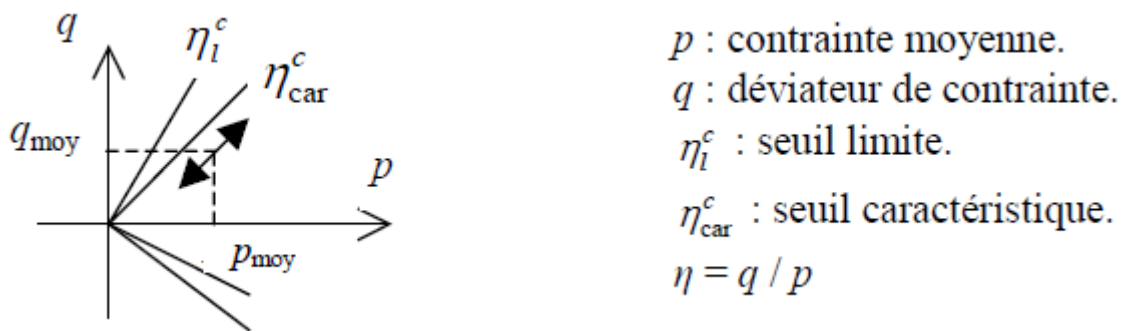 q
η_l^c
η_car^c
q_moy
p
p_moy
p : contrainte moyenne.
q : déviateur de contrainte.
η_l^c : seuil limite.
η_car^c : seuil caractéristique.
η = q / p